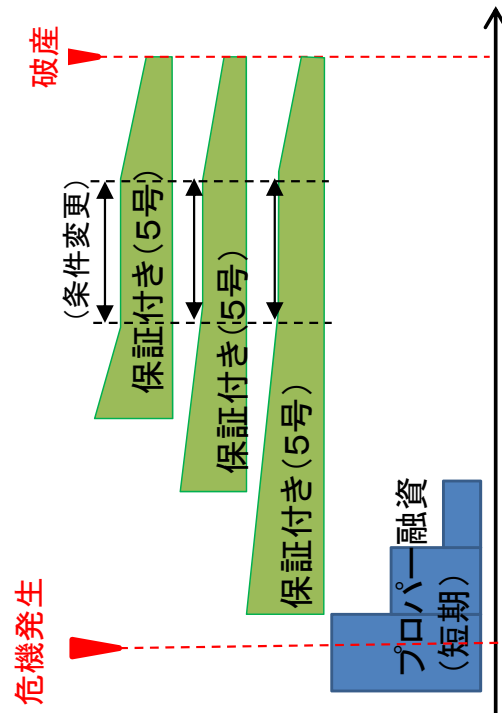 破産
(条件変更)
保証付き(5号)
保証付き(5号)
保証付き(5号)
プロパー融資
(短期)
危機発生